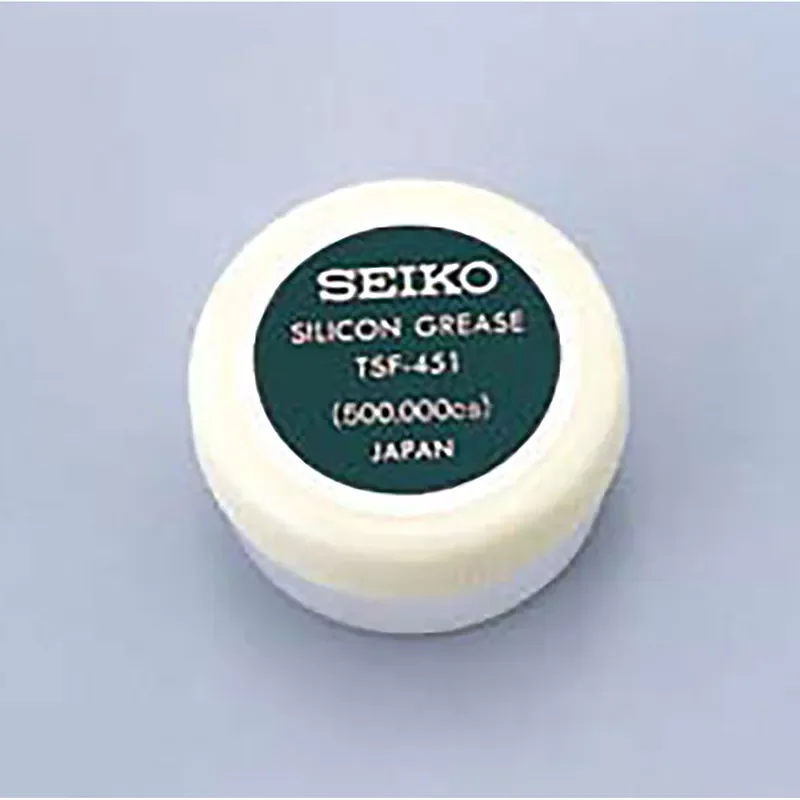 SEIKO
SILICON GREASE
TSF-451
(500,000cs)
JAPAN